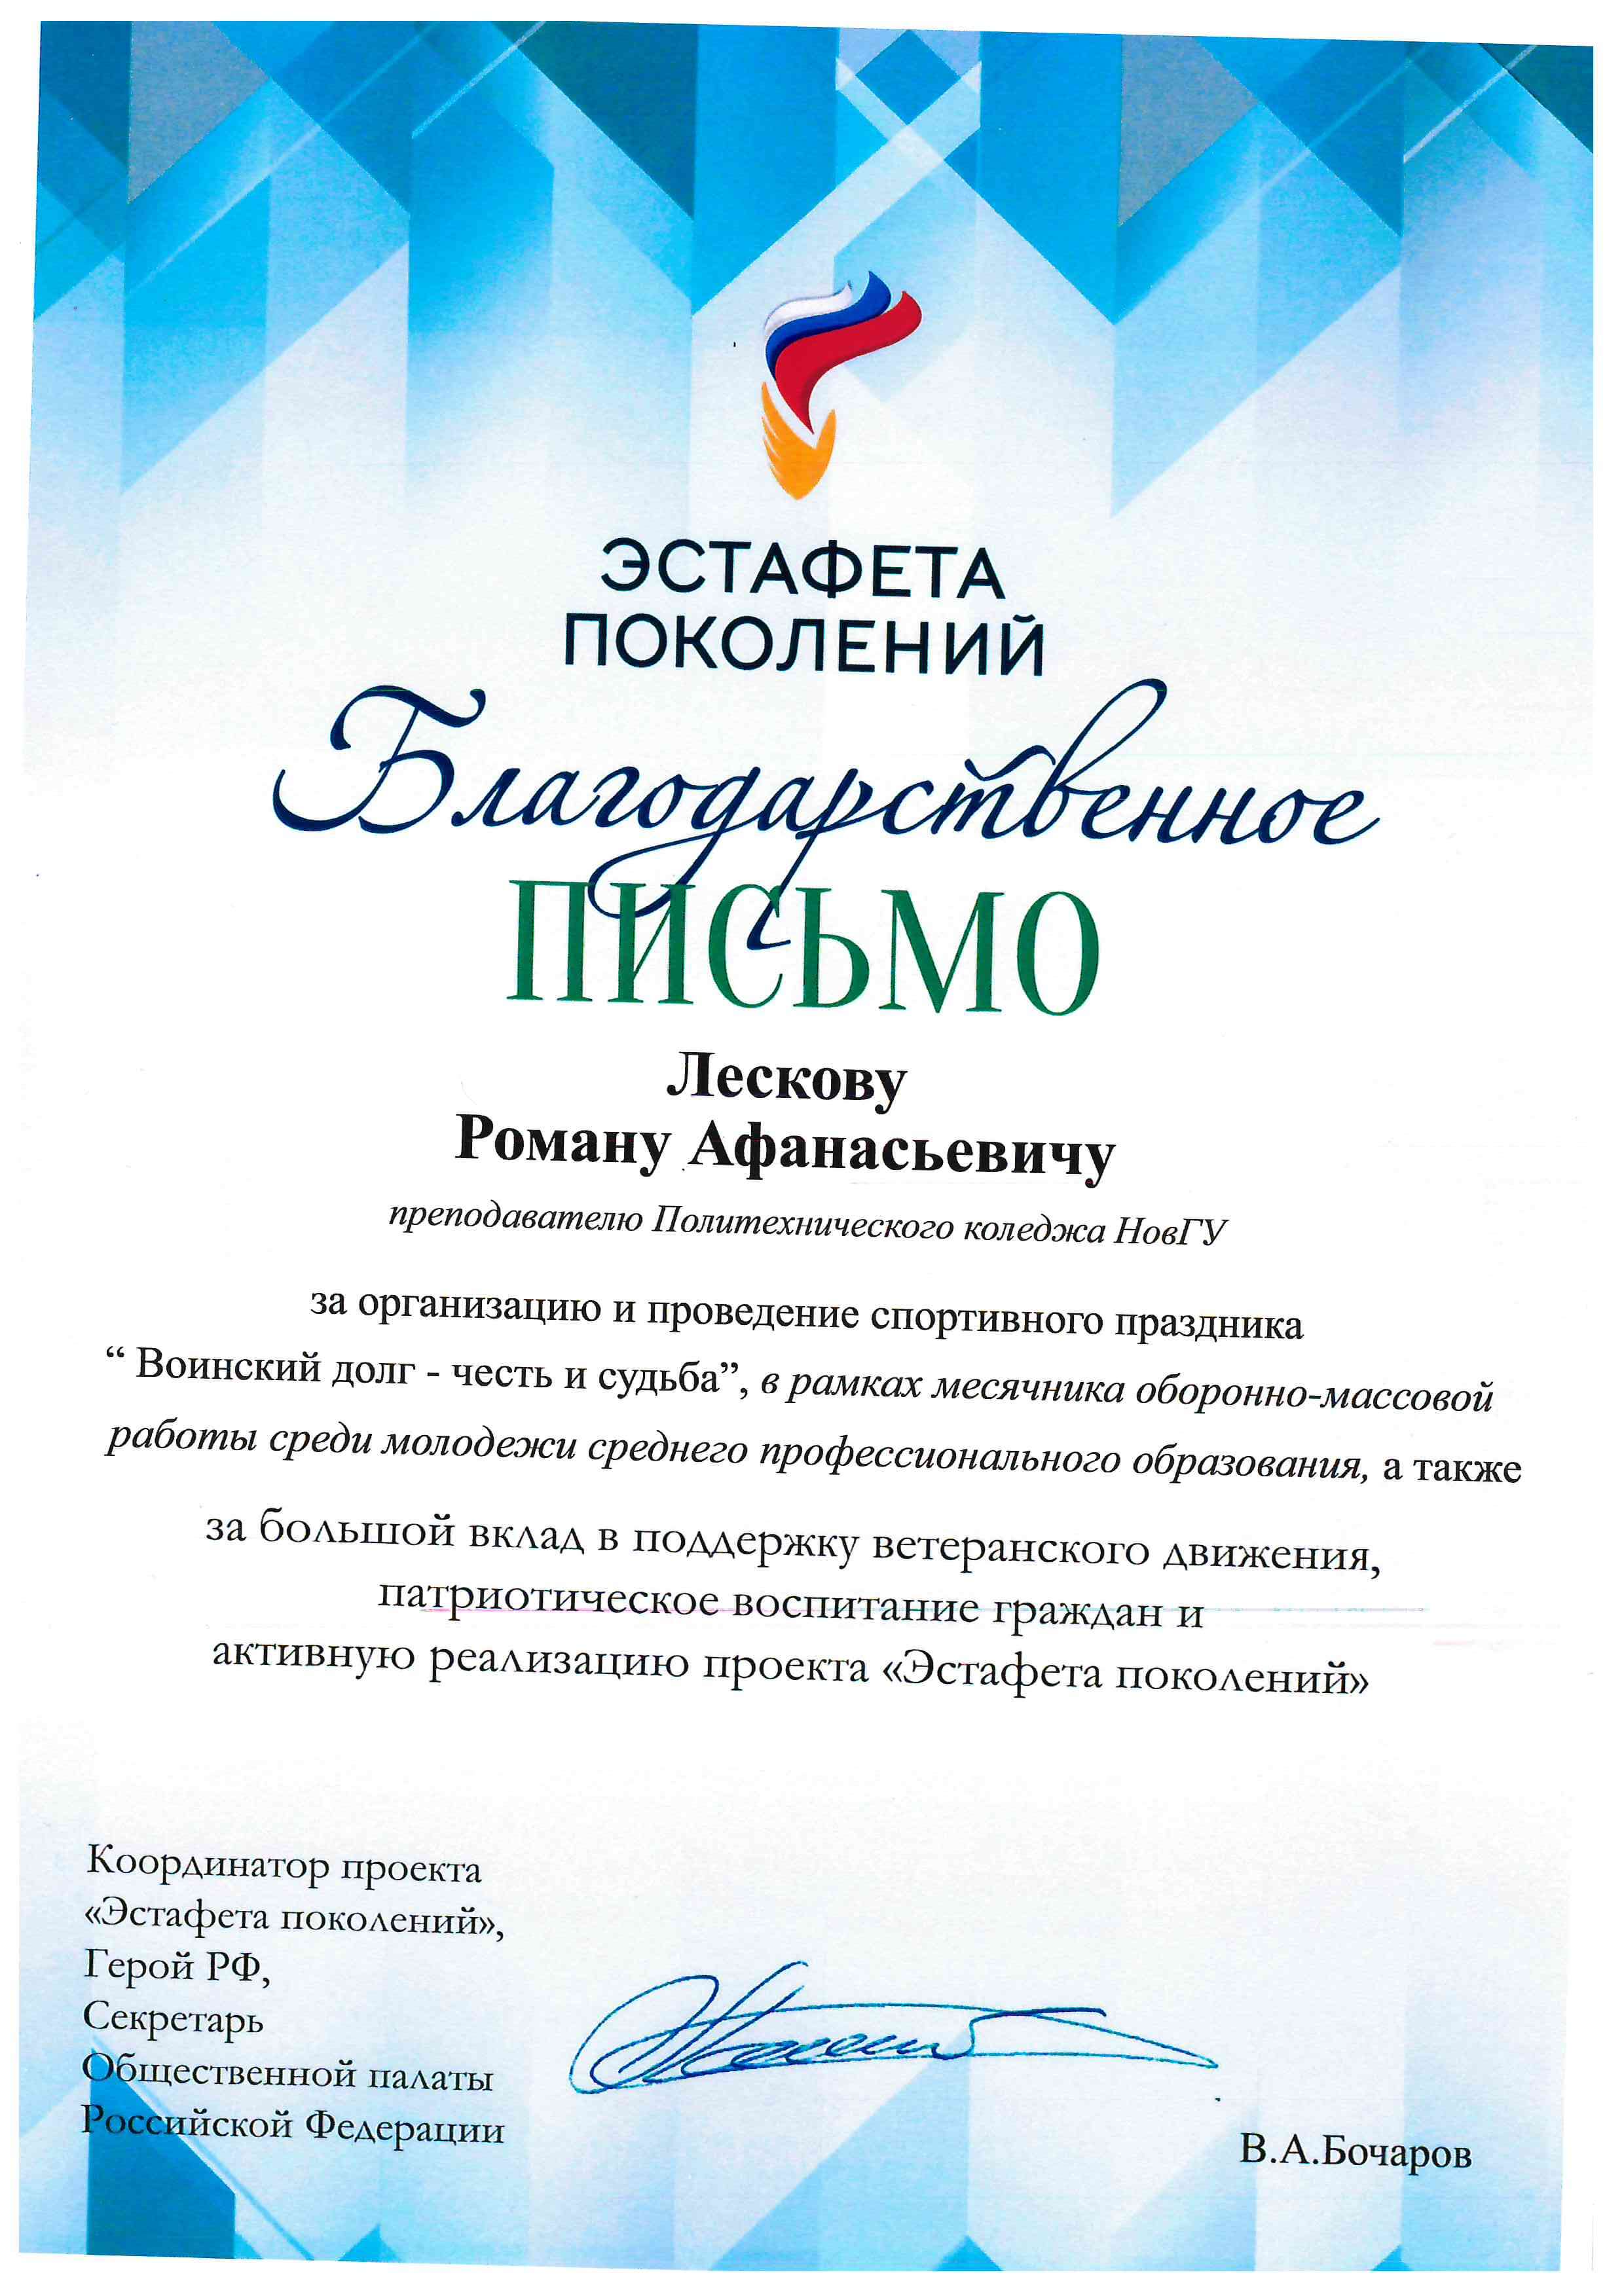 ЭСТАФЕТА
ПОКОЛЕНИЙ
Благодарственное
ПИСЬМО
Лескову
Роману Афанасьевичу
преподавателю Политехнического коледжа НовГУ
за организацию и проведение спортивного праздника
“ Воинский долг - честь и судьба”, в рамках месячника оборонно-массовой
работы среди молодежи среднего профессионального образования, а также
за большой вклад в поддержку ветеранского движения,
патриотическое воспитание граждан и
активную реализацию проекта «Эстафета поколений»
Координатор проекта
«Эстафета поколений»,
Герой РФ,
Секретарь
Общественной палаты
Российской Федерации
В.А.Бочаров